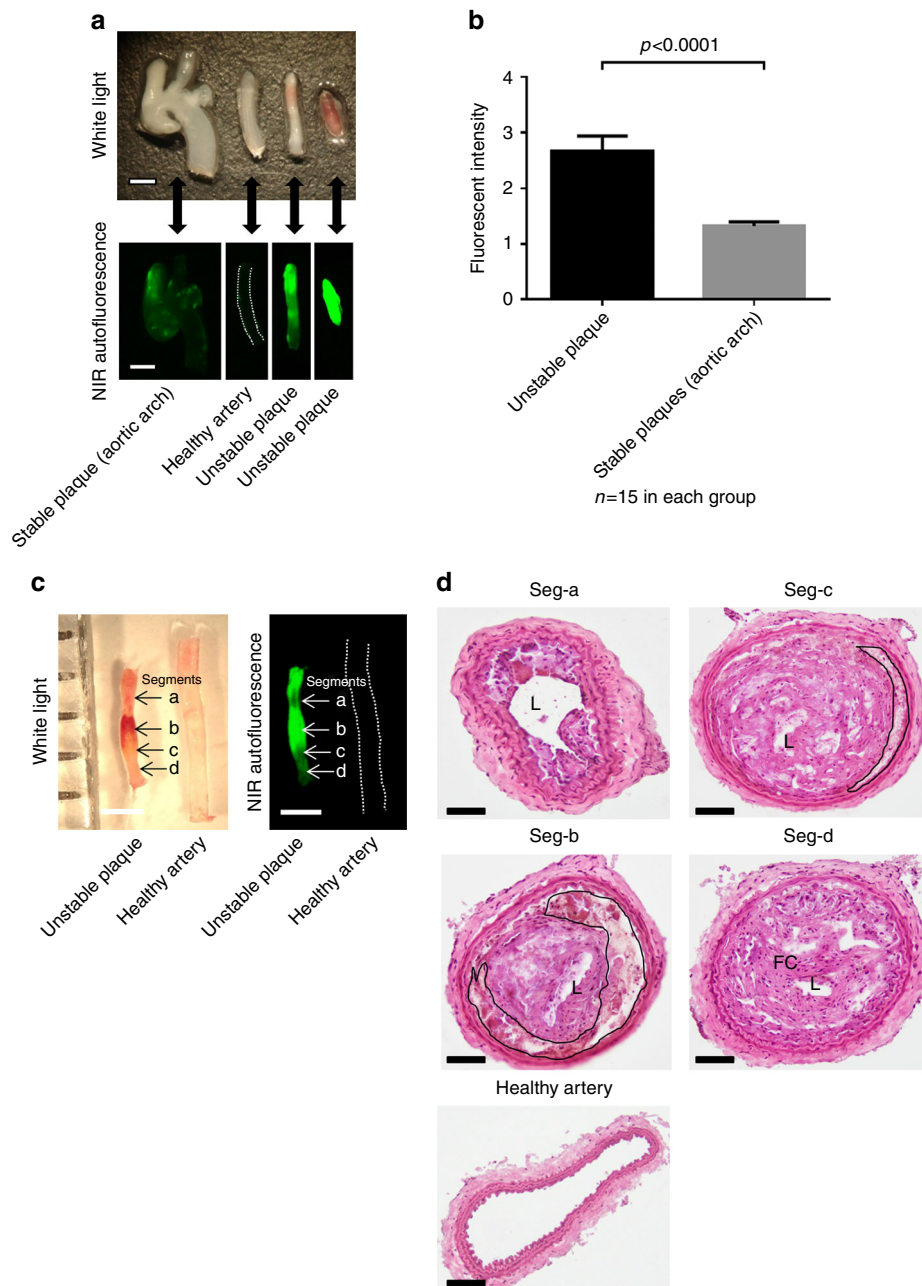 a
White light
NIR autofluorescence
Stable plaque (aortic arch)
Healthy artery
Unstable plaque
Unstable plaque
b
p<0.0001
Fluorescent intensity
4
3
2
1
0
Unstable plaque
Stable plaques (aortic arch)
n=15 in each group
c
White light
Segments
a
b
c
d
Unstable plaque
Healthy artery
NIR autofluorescence
Segments
a
b
c
d
Unstable plaque
Healthy artery
d
Seg-a
L
Seg-c
L
Seg-b
L
Seg-d
FC
L
Healthy artery